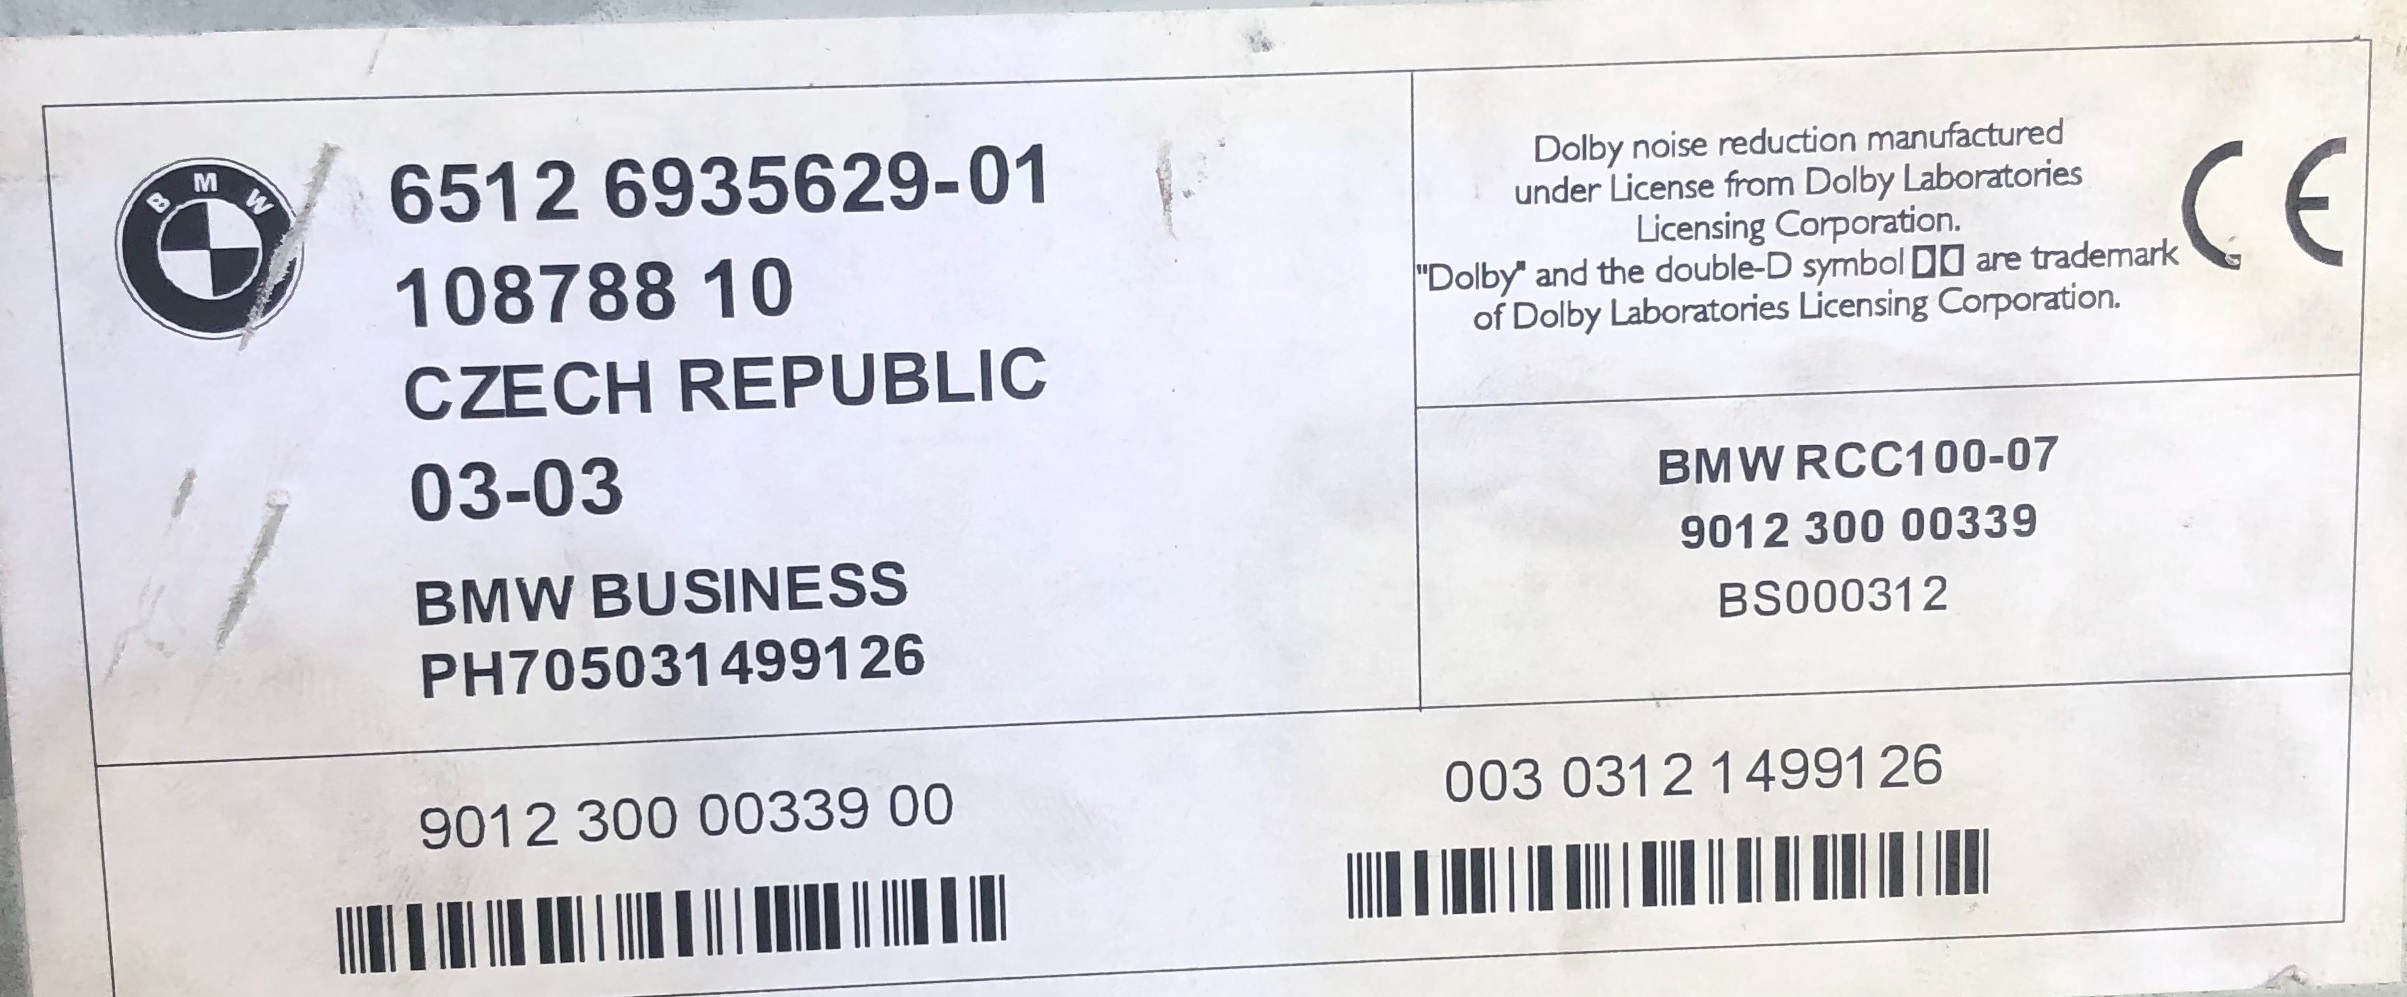 BMW
6512 6935629-01
108788 10
CZECH REPUBLIC
03-03
BMW BUSINESS
PH705031499126
Dolby noise reduction manufactured
under License from Dolby Laboratories
Licensing Corporation.
"Dolby" and the double-D symbol are trademark
of Dolby Laboratories Licensing Corporation.
CE
BMW RCC100-07
9012 300 00339
BS000312
9012 300 00339 00
003 0312 1499126